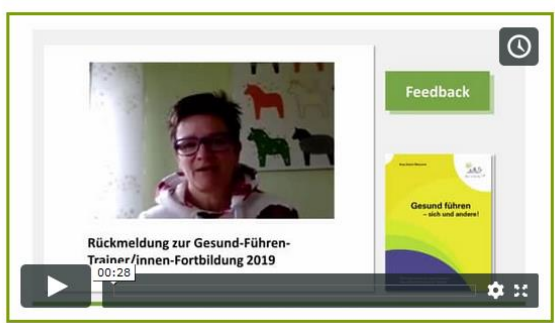 Feedback
Gesund führen
– sich und andere!
Rückmeldung zur Gesund-Führen-
Trainer/innen-Fortbildung 2019
00:28